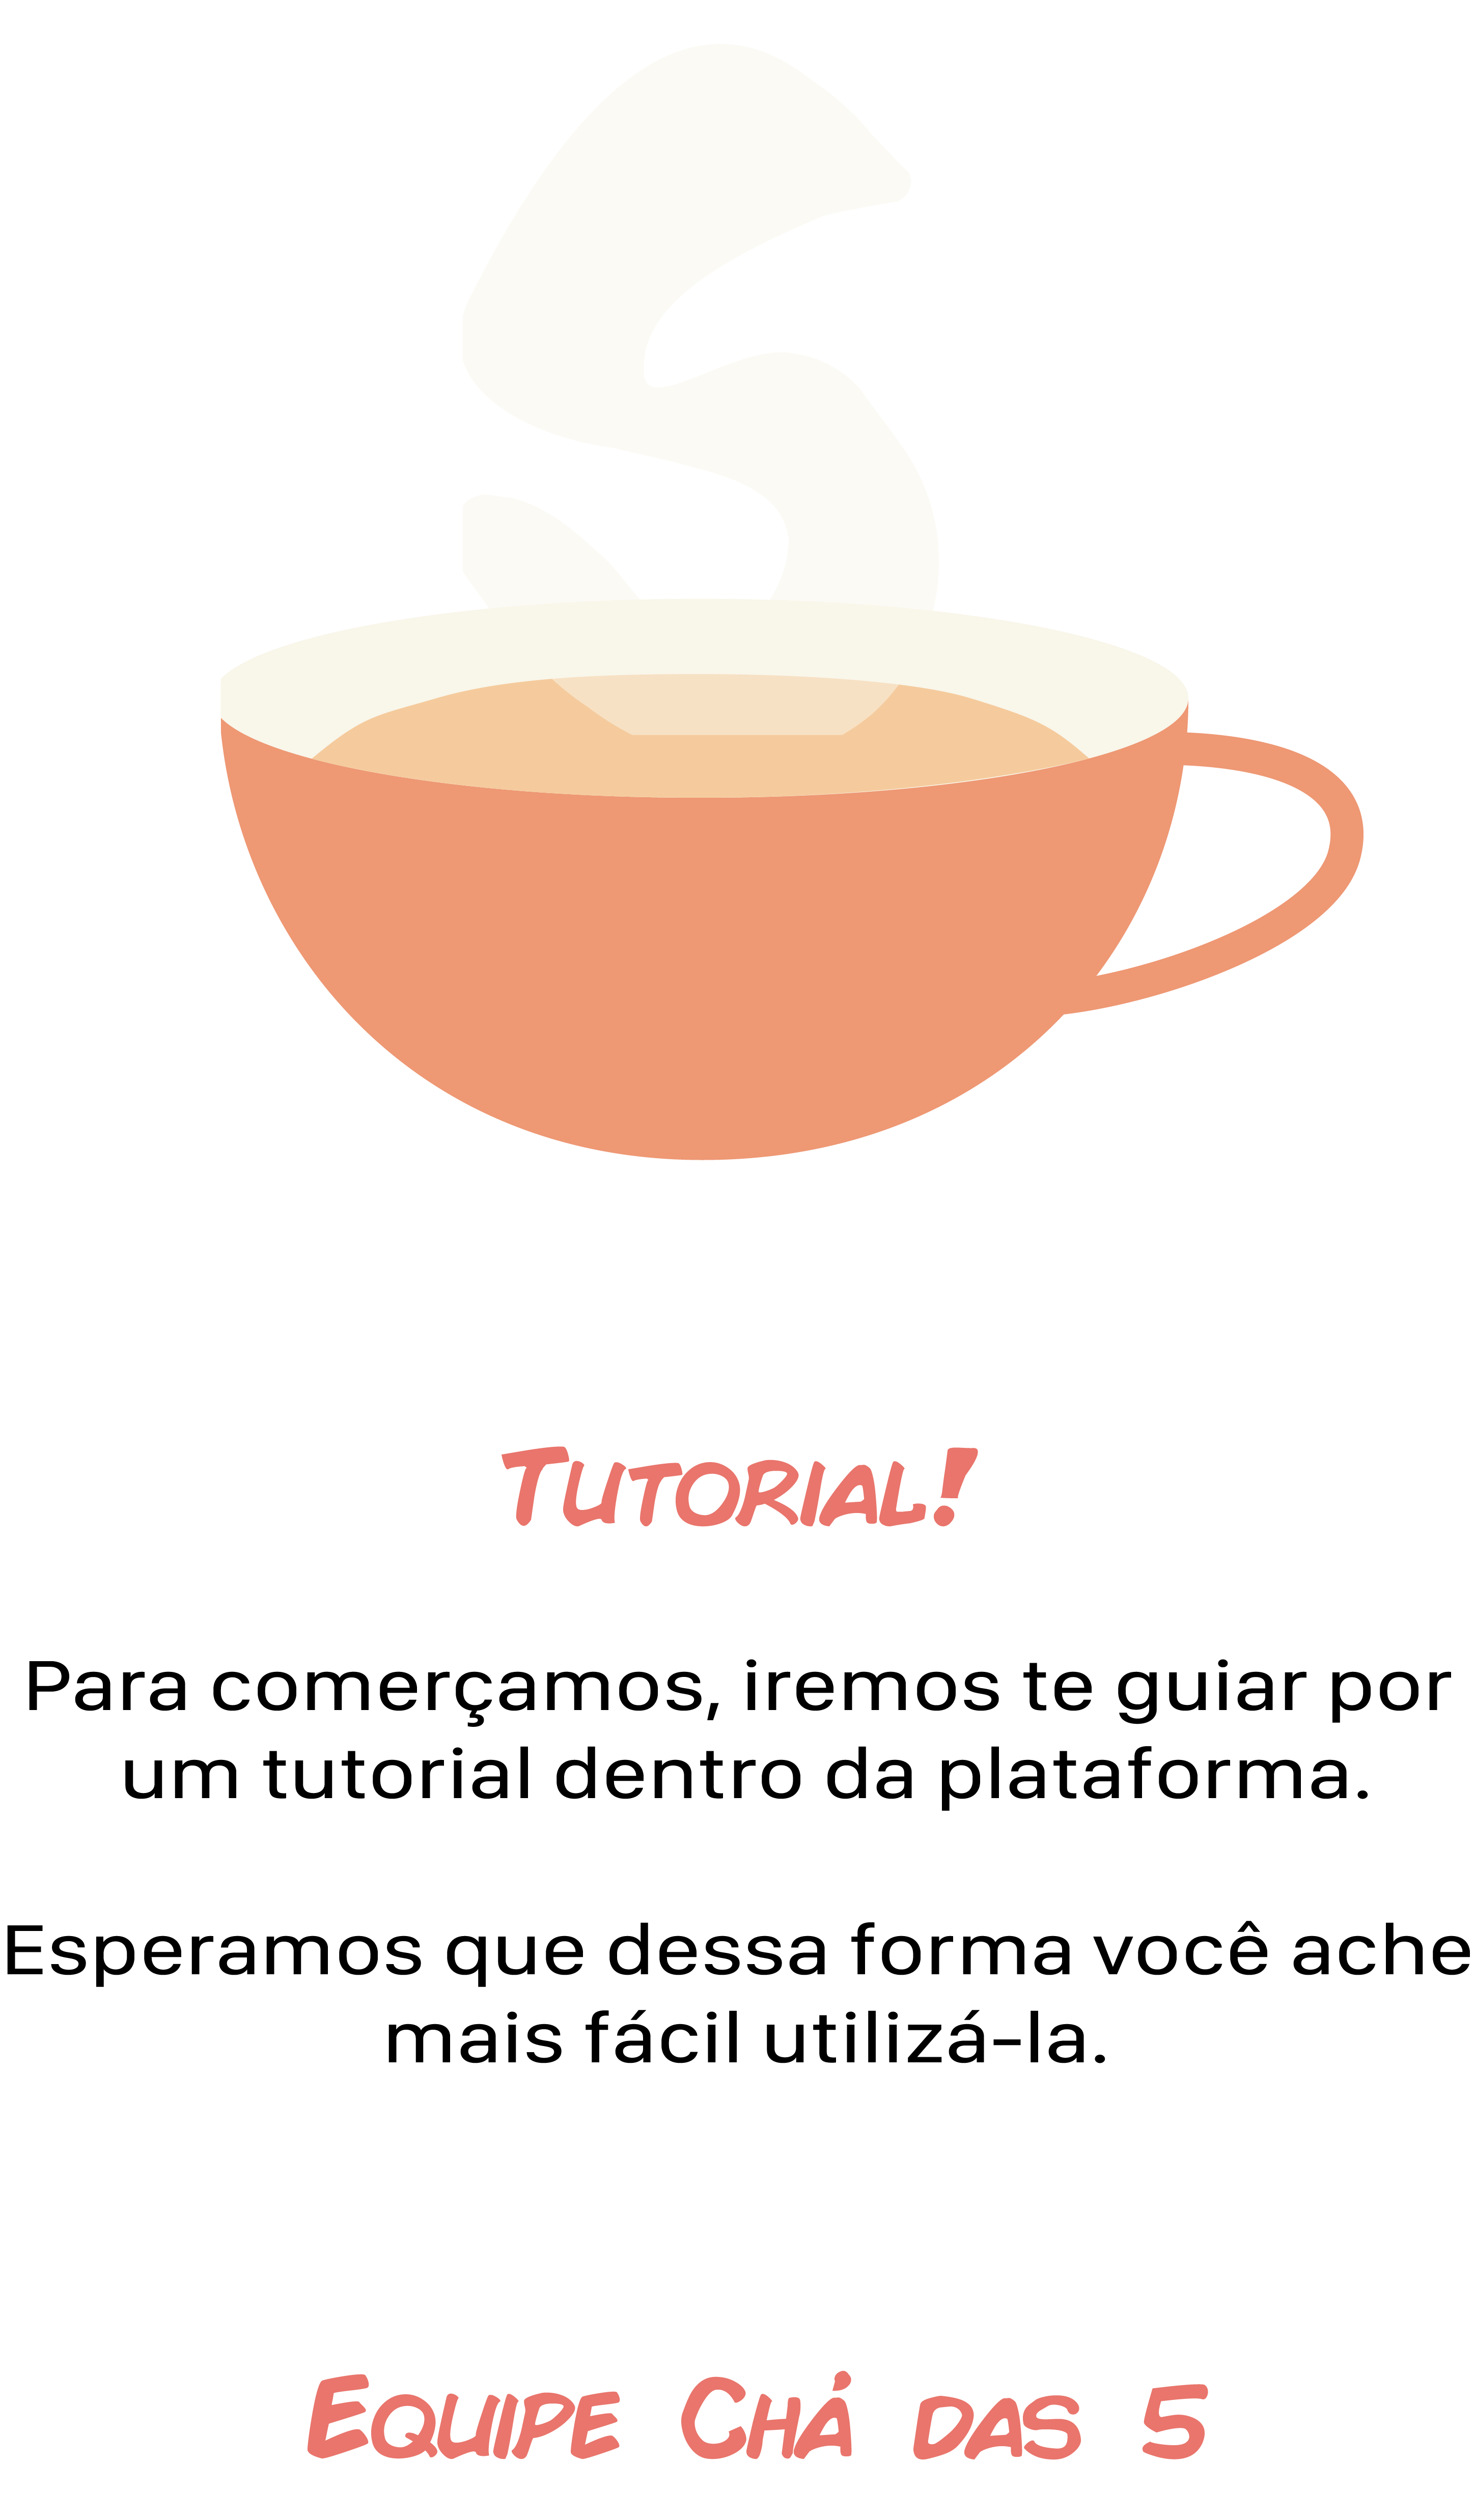 Tutorial!
Para começarmos, iremos te guiar por
um tutorial dentro da plataforma.
Esperamos que dessa forma você ache
mais fácil utilizá-la.
Equipe Chá das 5